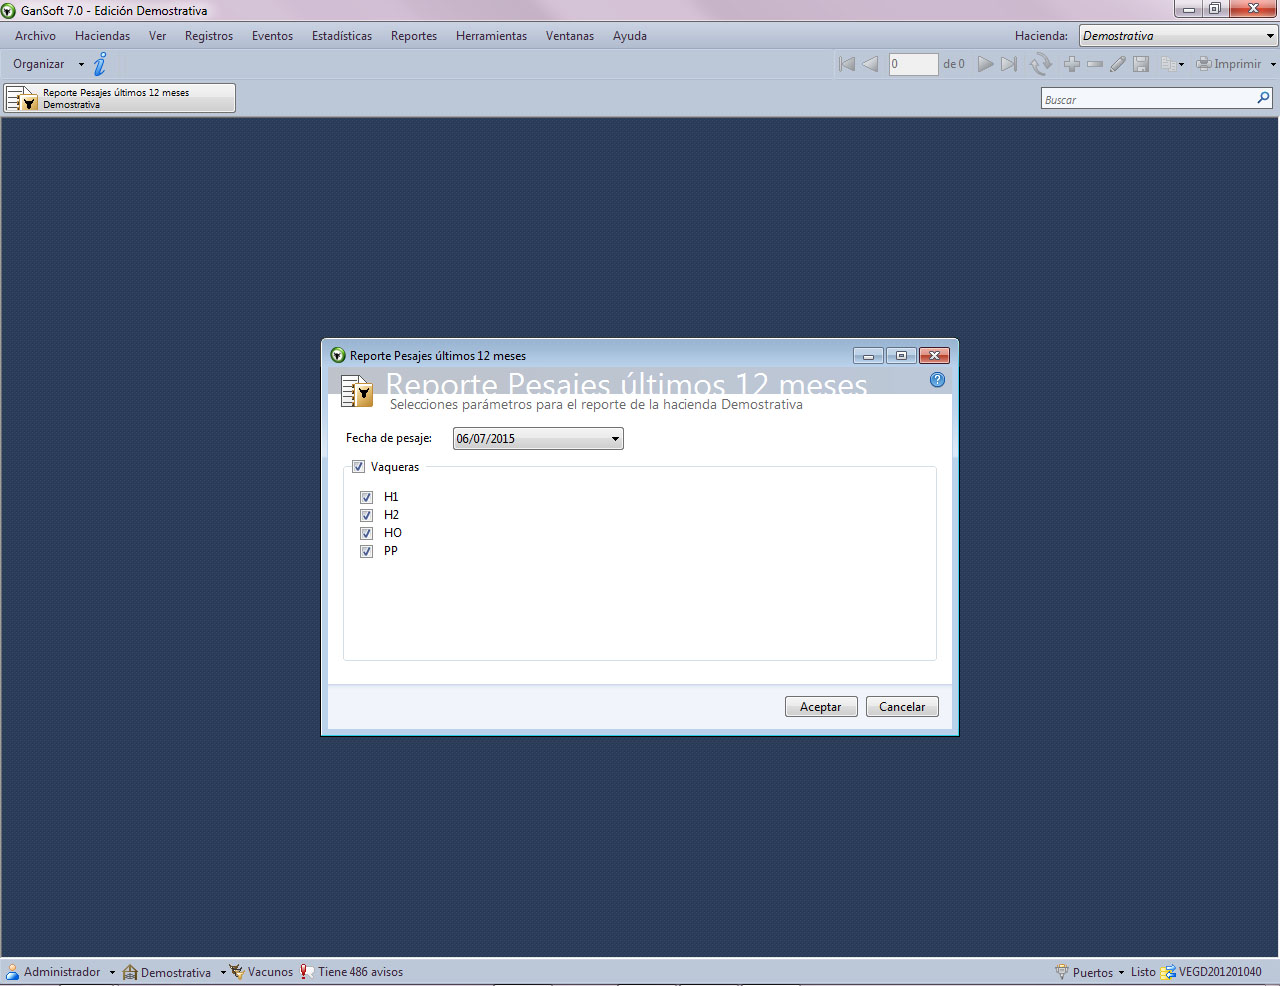 GanSoft 7.0 - Edición Demostrativa
Archivo Haciendas Ver Registros Eventos Estadísticas Reportes Herramientas Ventanas Ayuda Hacienda: Demostrativa
Organizar 0 de 0 Imprimir
Reporte Pesajes últimos 12 meses
Demostrativa
Buscar
Reporte Pesajes últimos 12 meses
Reporte Pesajes últimos 12 meses
Selecciones parámetros para el reporte de la hacienda Demostrativa
Fecha de pesaje: 06/07/2015
Vaqueras
H1
H2
HO
PP
Aceptar Cancelar
Administrador Demostrativa Vacunos Tiene 486 avisos Puertos Listo VEGD201201040